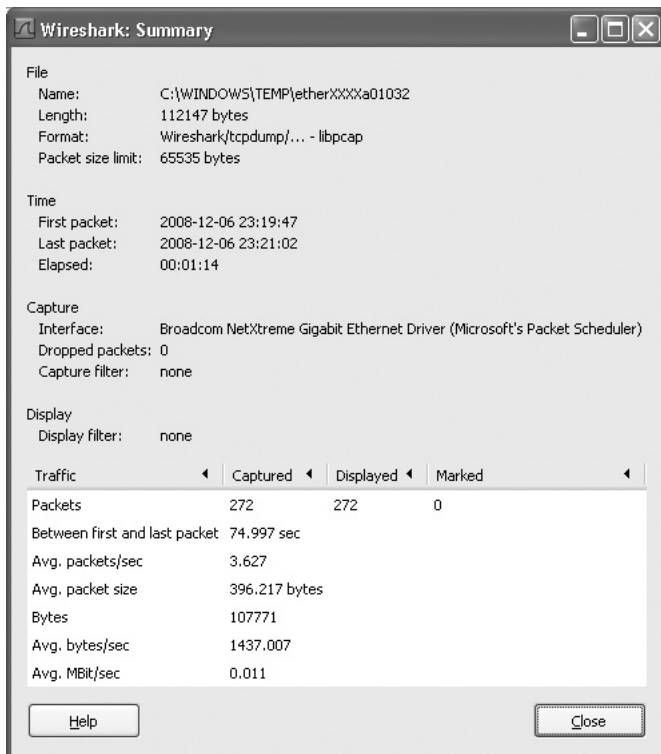 Wireshark: Summary
File
Name: C:\WINDOWS\TEMP\etherXXXXa01032
Length: 112147 bytes
Format: Wireshark/tcpdump/... - libpcap
Packet size limit: 65535 bytes
Time
First packet: 2008-12-06 23:19:47
Last packet: 2008-12-06 23:21:02
Elapsed: 00:01:14
Capture
Interface: Broadcom NetXtreme Gigabit Ethernet Driver (Microsoft's Packet Scheduler)
Dropped packets: 0
Capture filter: none
Display
Display filter: none
Traffic Captured Displayed Marked
Packets 272 272 0
Between first and last packet 74.997 sec
Avg. packets/sec 3.627
Avg. packet size 396.217 bytes
Bytes 107771
Avg. bytes/sec 1437.007
Avg. MBit/sec 0.011
Help Close